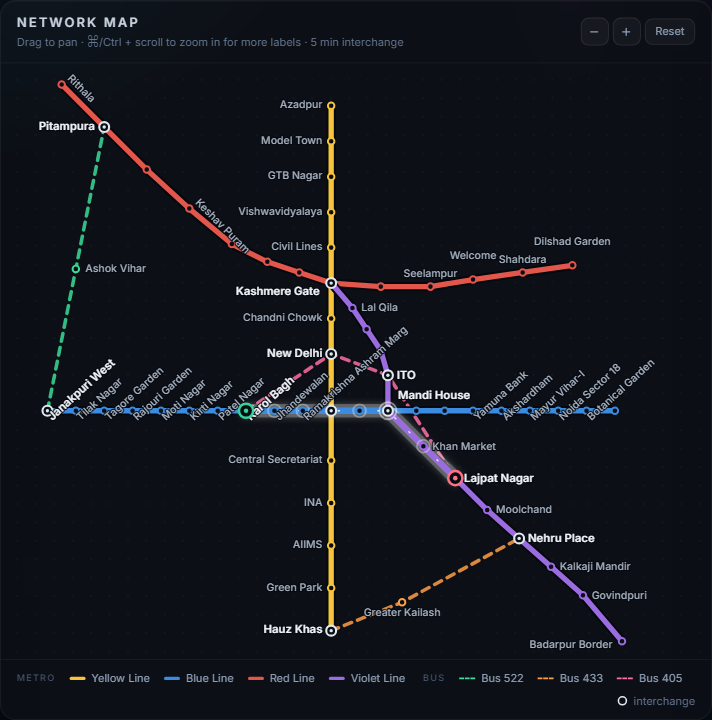 NETWORK MAP
Drag to pan · ⌘/Ctrl + scroll to zoom in for more labels · 5 min interchange
−
+
Reset
Rithala
Pitampura
Azadpur
Model Town
GTB Nagar
Keshav Puram
Vishwavidyalaya
Civil Lines
Dilshad Garden
Welcome
Shahdara
Seelampur
Ashok Vihar
Kashmere Gate
Lal Qila
Chandni Chowk
New Delhi
ITO
Janakpuri West
Tilak Nagar
Tagore Garden
Rajouri Garden
Moti Nagar
Kirti Nagar
Patel Nagar
Karol Bagh
Jhandewalan
Ramakrishna Ashram Marg
Mandi House
Yamuna Bank
Akshardham
Mayur Vihar-I
Noida Sector 18
Botanical Garden
Khan Market
Central Secretariat
Lajpat Nagar
INA
Moolchand
AIIMS
Nehru Place
Kalkaji Mandir
Green Park
Govindpuri
Greater Kailash
Hauz Khas
Badarpur Border
METRO
Yellow Line
Blue Line
Red Line
Violet Line
BUS
Bus 522
Bus 433
Bus 405
interchange